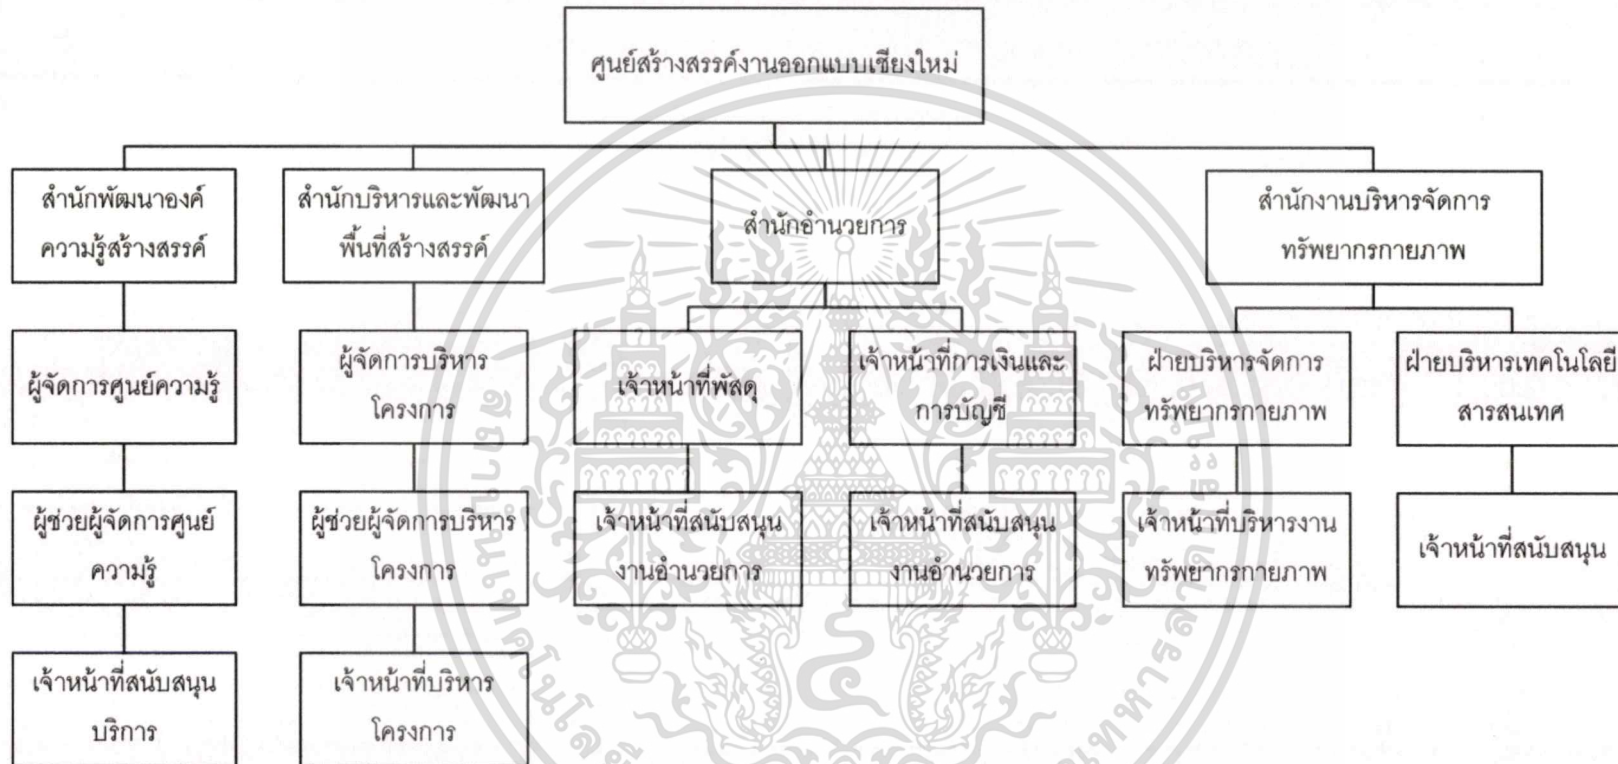 ศูนย์สร้างสรรค์งานออกแบบเชียงใหม่
สำนักพัฒนาองค์
ความรู้สร้างสรรค์
สำนักบริหารและพัฒนา
พื้นที่สร้างสรรค์
สำนักอำนวยการ
สำนักงานบริหารจัดการ
ทรัพยากรกายภาพ
ผู้จัดการศูนย์ความรู้
ผู้จัดการบริหาร
โครงการ
เจ้าหน้าที่พัสดุ
เจ้าหน้าที่การเงินและ
การบัญชี
ฝ่ายบริหารจัดการ
ทรัพยากรกายภาพ
ฝ่ายบริหารเทคโนโลยี
สารสนเทศ
ผู้ช่วยผู้จัดการศูนย์
ความรู้
ผู้ช่วยผู้จัดการบริหาร
โครงการ
เจ้าหน้าที่สนับสนุน
งานอำนวยการ
เจ้าหน้าที่สนับสนุน
งานอำนวยการ
เจ้าหน้าที่บริหารงาน
ทรัพยากรกายภาพ
เจ้าหน้าที่สนับสนุน
เจ้าหน้าที่สนับสนุน
บริการ
เจ้าหน้าที่บริหาร
โครงการ